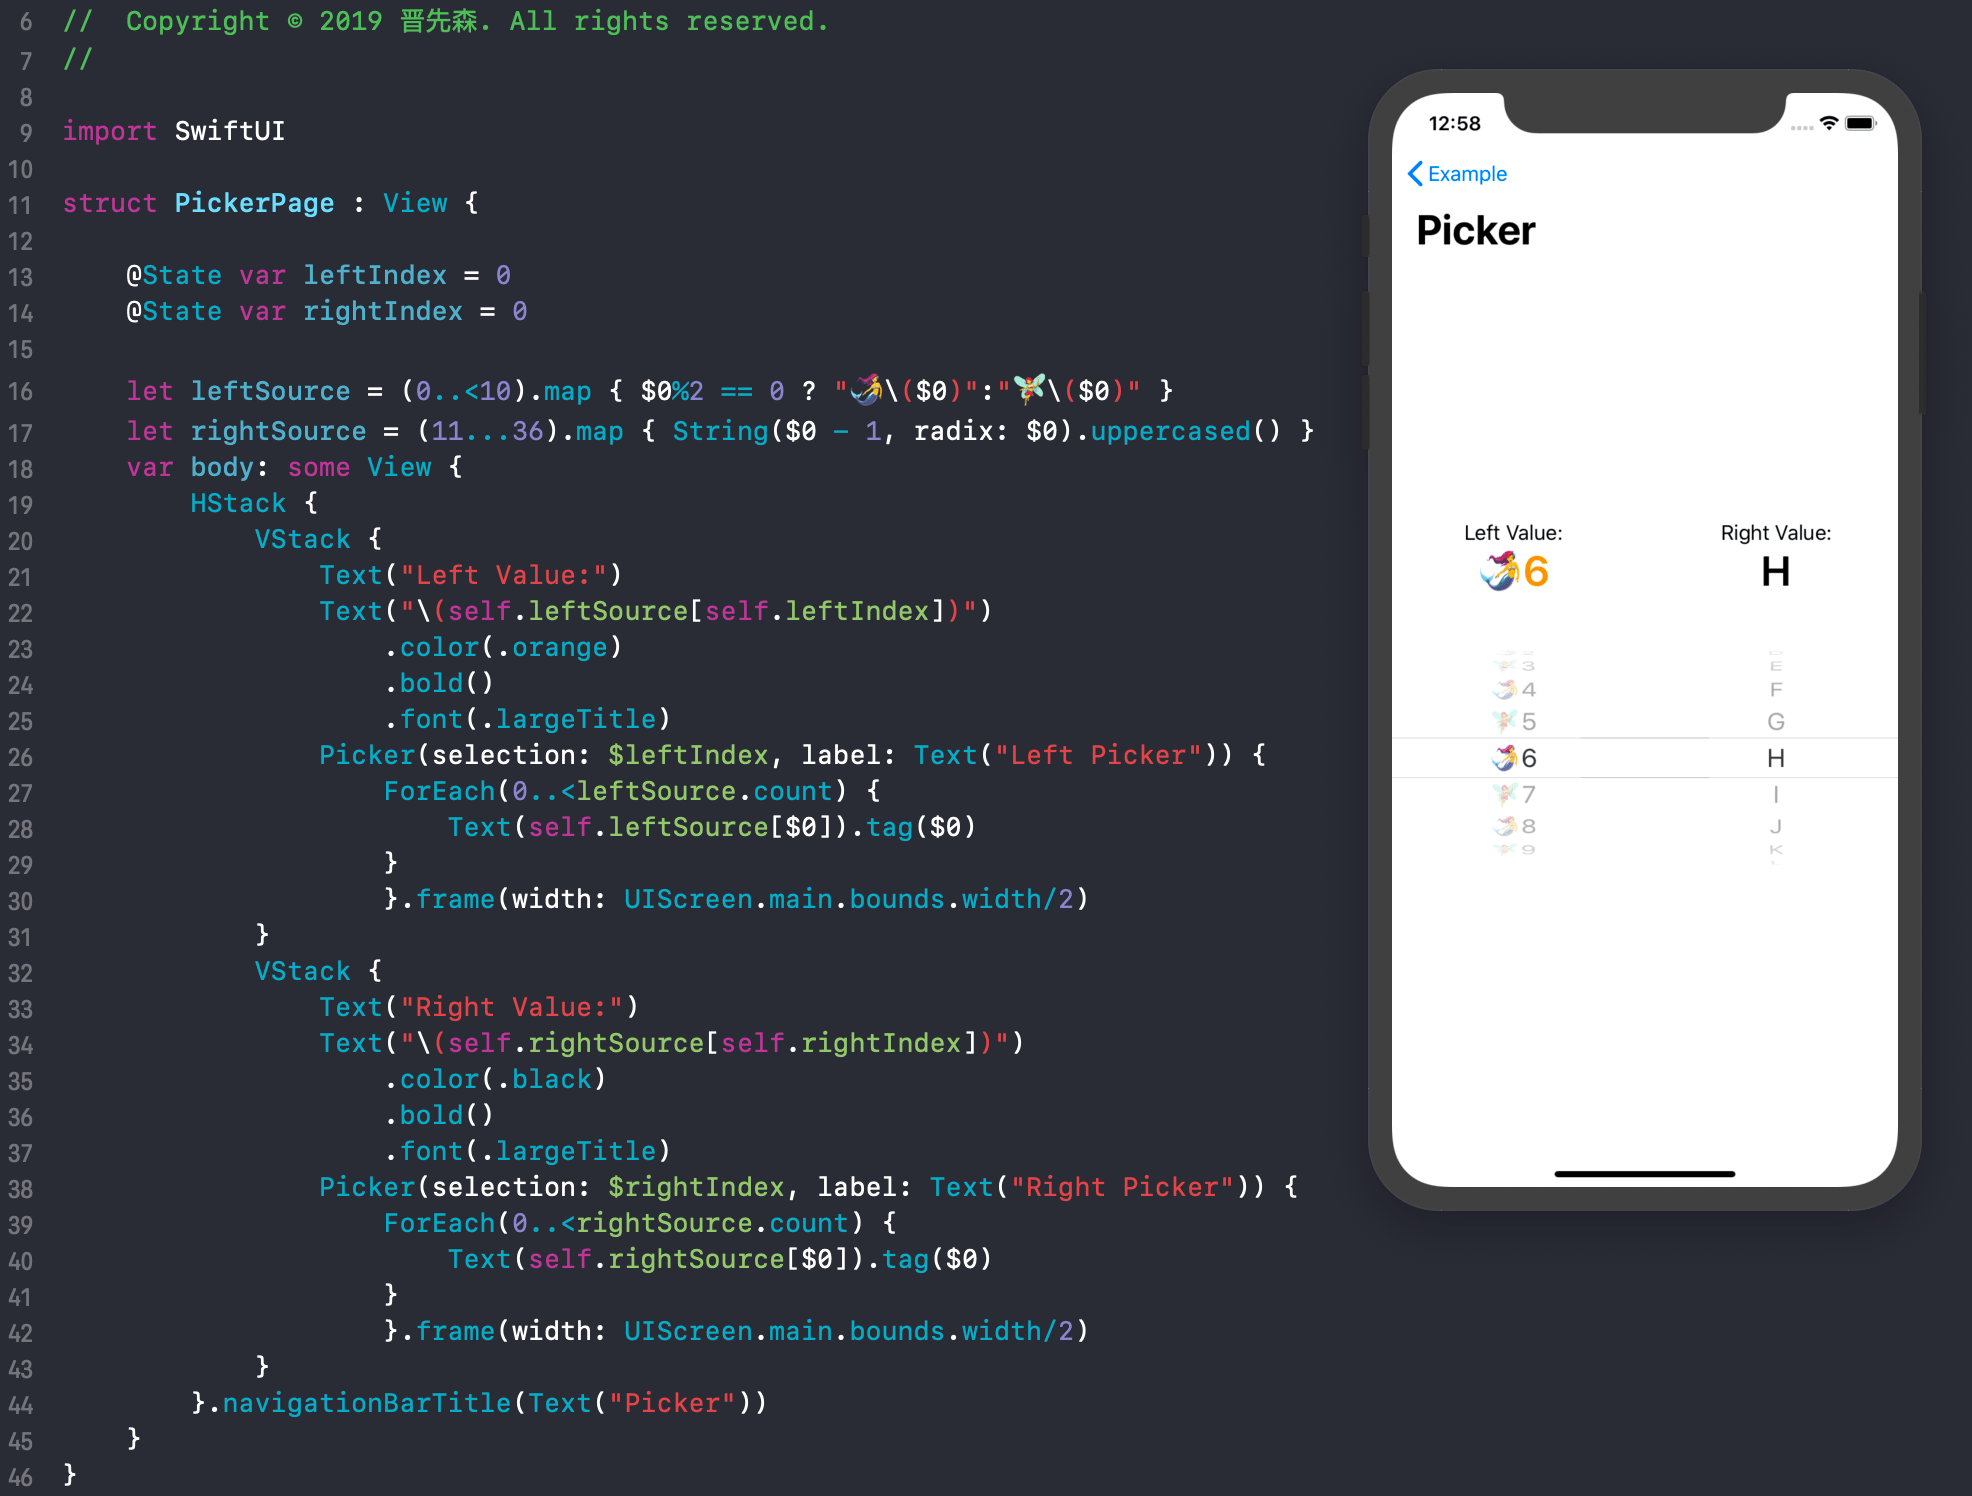 6 //  Copyright © 2019 晋先森. All rights reserved.
7 //
8
9 import SwiftUI
10
11 struct PickerPage : View {
12
13     @State var leftIndex = 0
14     @State var rightIndex = 0
15
16     let leftSource = (0..<10).map { $0%2 == 0 ? "🧜‍♀️\($0)":"🧚‍♀️\($0)" }
17     let rightSource = (11...36).map { String($0 - 1, radix: $0).uppercased() }
18     var body: some View {
19         HStack {
20             VStack {
21                 Text("Left Value:")
22                 Text("\(self.leftSource[self.leftIndex])")
23                     .color(.orange)
24                     .bold()
25                     .font(.largeTitle)
26                 Picker(selection: $leftIndex, label: Text("Left Picker")) {
27                     ForEach(0..<leftSource.count) {
28                         Text(self.leftSource[$0]).tag($0)
29                     }
30                     }.frame(width: UIScreen.main.bounds.width/2)
31             }
32             VStack {
33                 Text("Right Value:")
34                 Text("\(self.rightSource[self.rightIndex])")
35                     .color(.black)
36                     .bold()
37                     .font(.largeTitle)
38                 Picker(selection: $rightIndex, label: Text("Right Picker")) {
39                     ForEach(0..<rightSource.count) {
40                         Text(self.rightSource[$0]).tag($0)
41                     }
42                     }.frame(width: UIScreen.main.bounds.width/2)
43             }
44         }.navigationBarTitle(Text("Picker"))
45     }
46 }
12:58
Example
Picker
Left Value: Right Value:
🧜‍♀️6 H
🧜‍♀️2 D
🧚‍♀️3 E
🧜‍♀️4 F
🧚‍♀️5 G
🧜‍♀️6 H
🧚‍♀️7 I
🧜‍♀️8 J
🧚‍♀️9 K